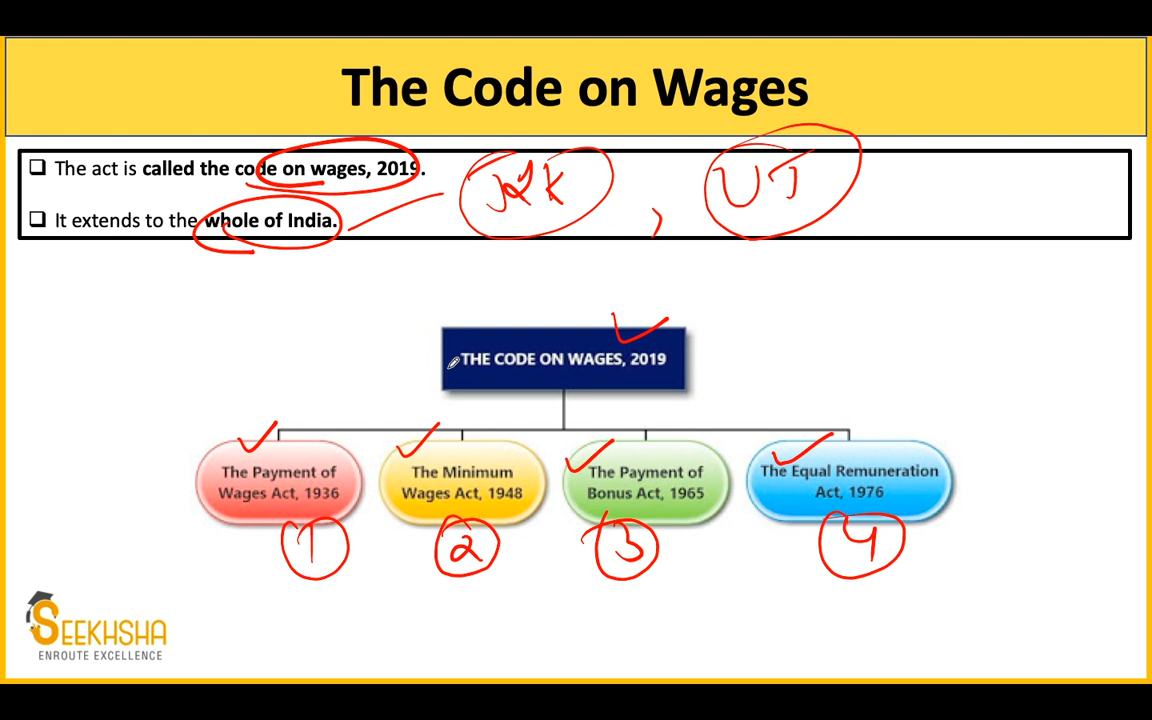 The Code on Wages
❑ The act is called the code on wages, 2019.
❑ It extends to the whole of India.
J&K , UT
THE CODE ON WAGES, 2019
The Payment of
Wages Act, 1936
The Minimum
Wages Act, 1948
The Payment of
Bonus Act, 1965
The Equal Remuneration
Act, 1976
1 2 3 4
SEEKHSHA
ENROUTE EXCELLENCE